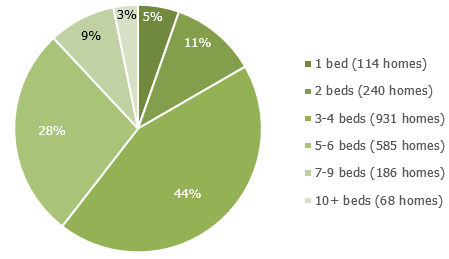 3%
5%
9%
11%
28%
44%
1 bed (114 homes)
2 beds (240 homes)
3-4 beds (931 homes)
5-6 beds (585 homes)
7-9 beds (186 homes)
10+ beds (68 homes)